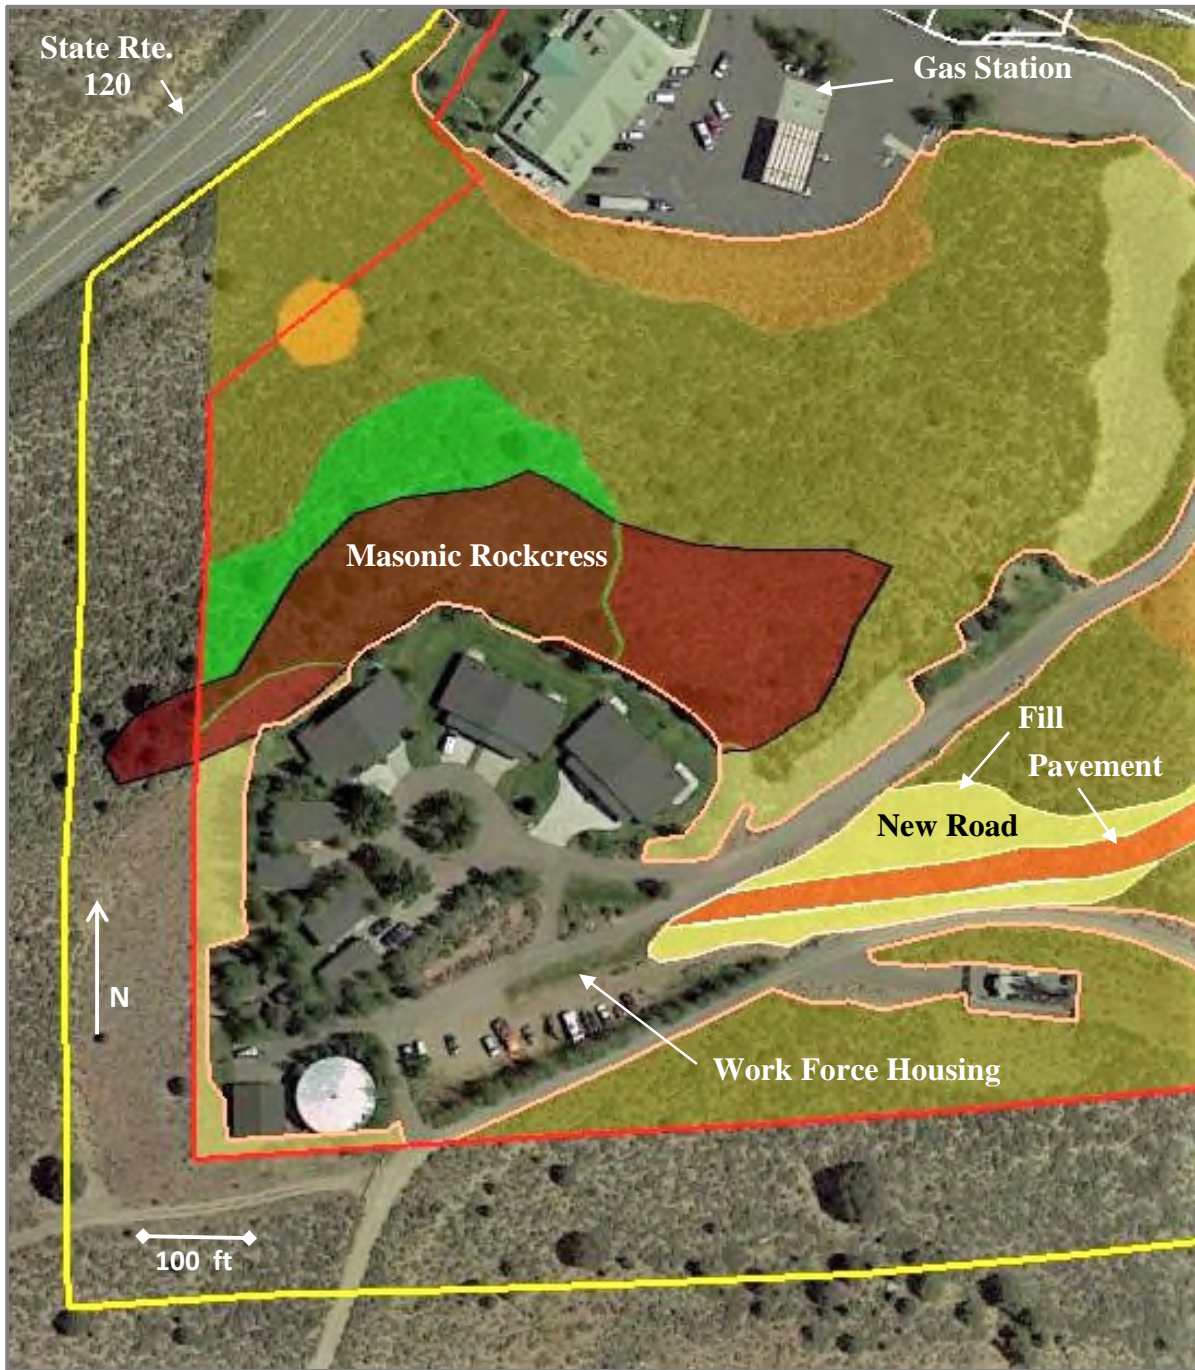 State Rte.
120
Gas Station
Masonic Rockcress
Fill
Pavement
New Road
N
Work Force Housing
100 ft